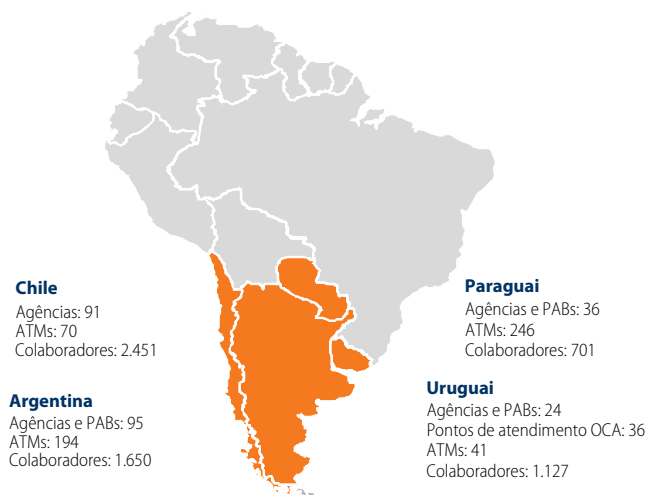 Chile
Agências: 91
ATMs: 70
Colaboradores: 2.451
Argentina
Agências e PABs: 95
ATMs: 194
Colaboradores: 1.650
Paraguai
Agências e PABs: 36
ATMs: 246
Colaboradores: 701
Uruguai
Agências e PABs: 24
Pontos de atendimento OCA: 36
ATMs: 41
Colaboradores: 1.127